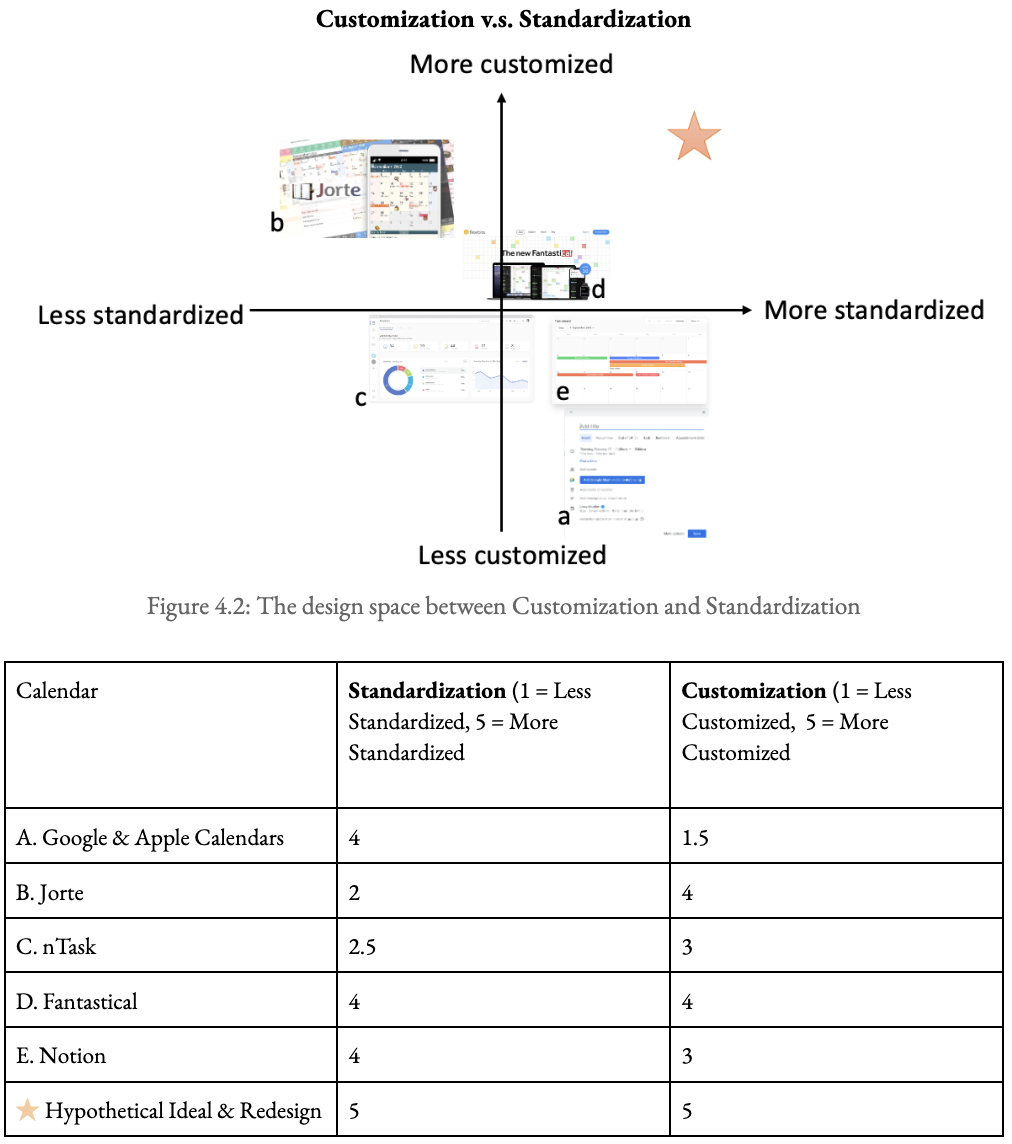 Customization v.s. Standardization
More customized
Jorte
b
The new Fantastical
d
Less standardized
More standardized
c
e
a
Less customized
Figure 4.2: The design space between Customization and Standardization
Calendar
Standardization (1 = Less
Standardized, 5 = More
Standardized
Customization (1 = Less
Customized, 5 = More
Customized
A. Google & Apple Calendars
4
1.5
B. Jorte
2
4
C. nTask
2.5
3
D. Fantastical
4
4
E. Notion
4
3
Hypothetical Ideal & Redesign
5
5